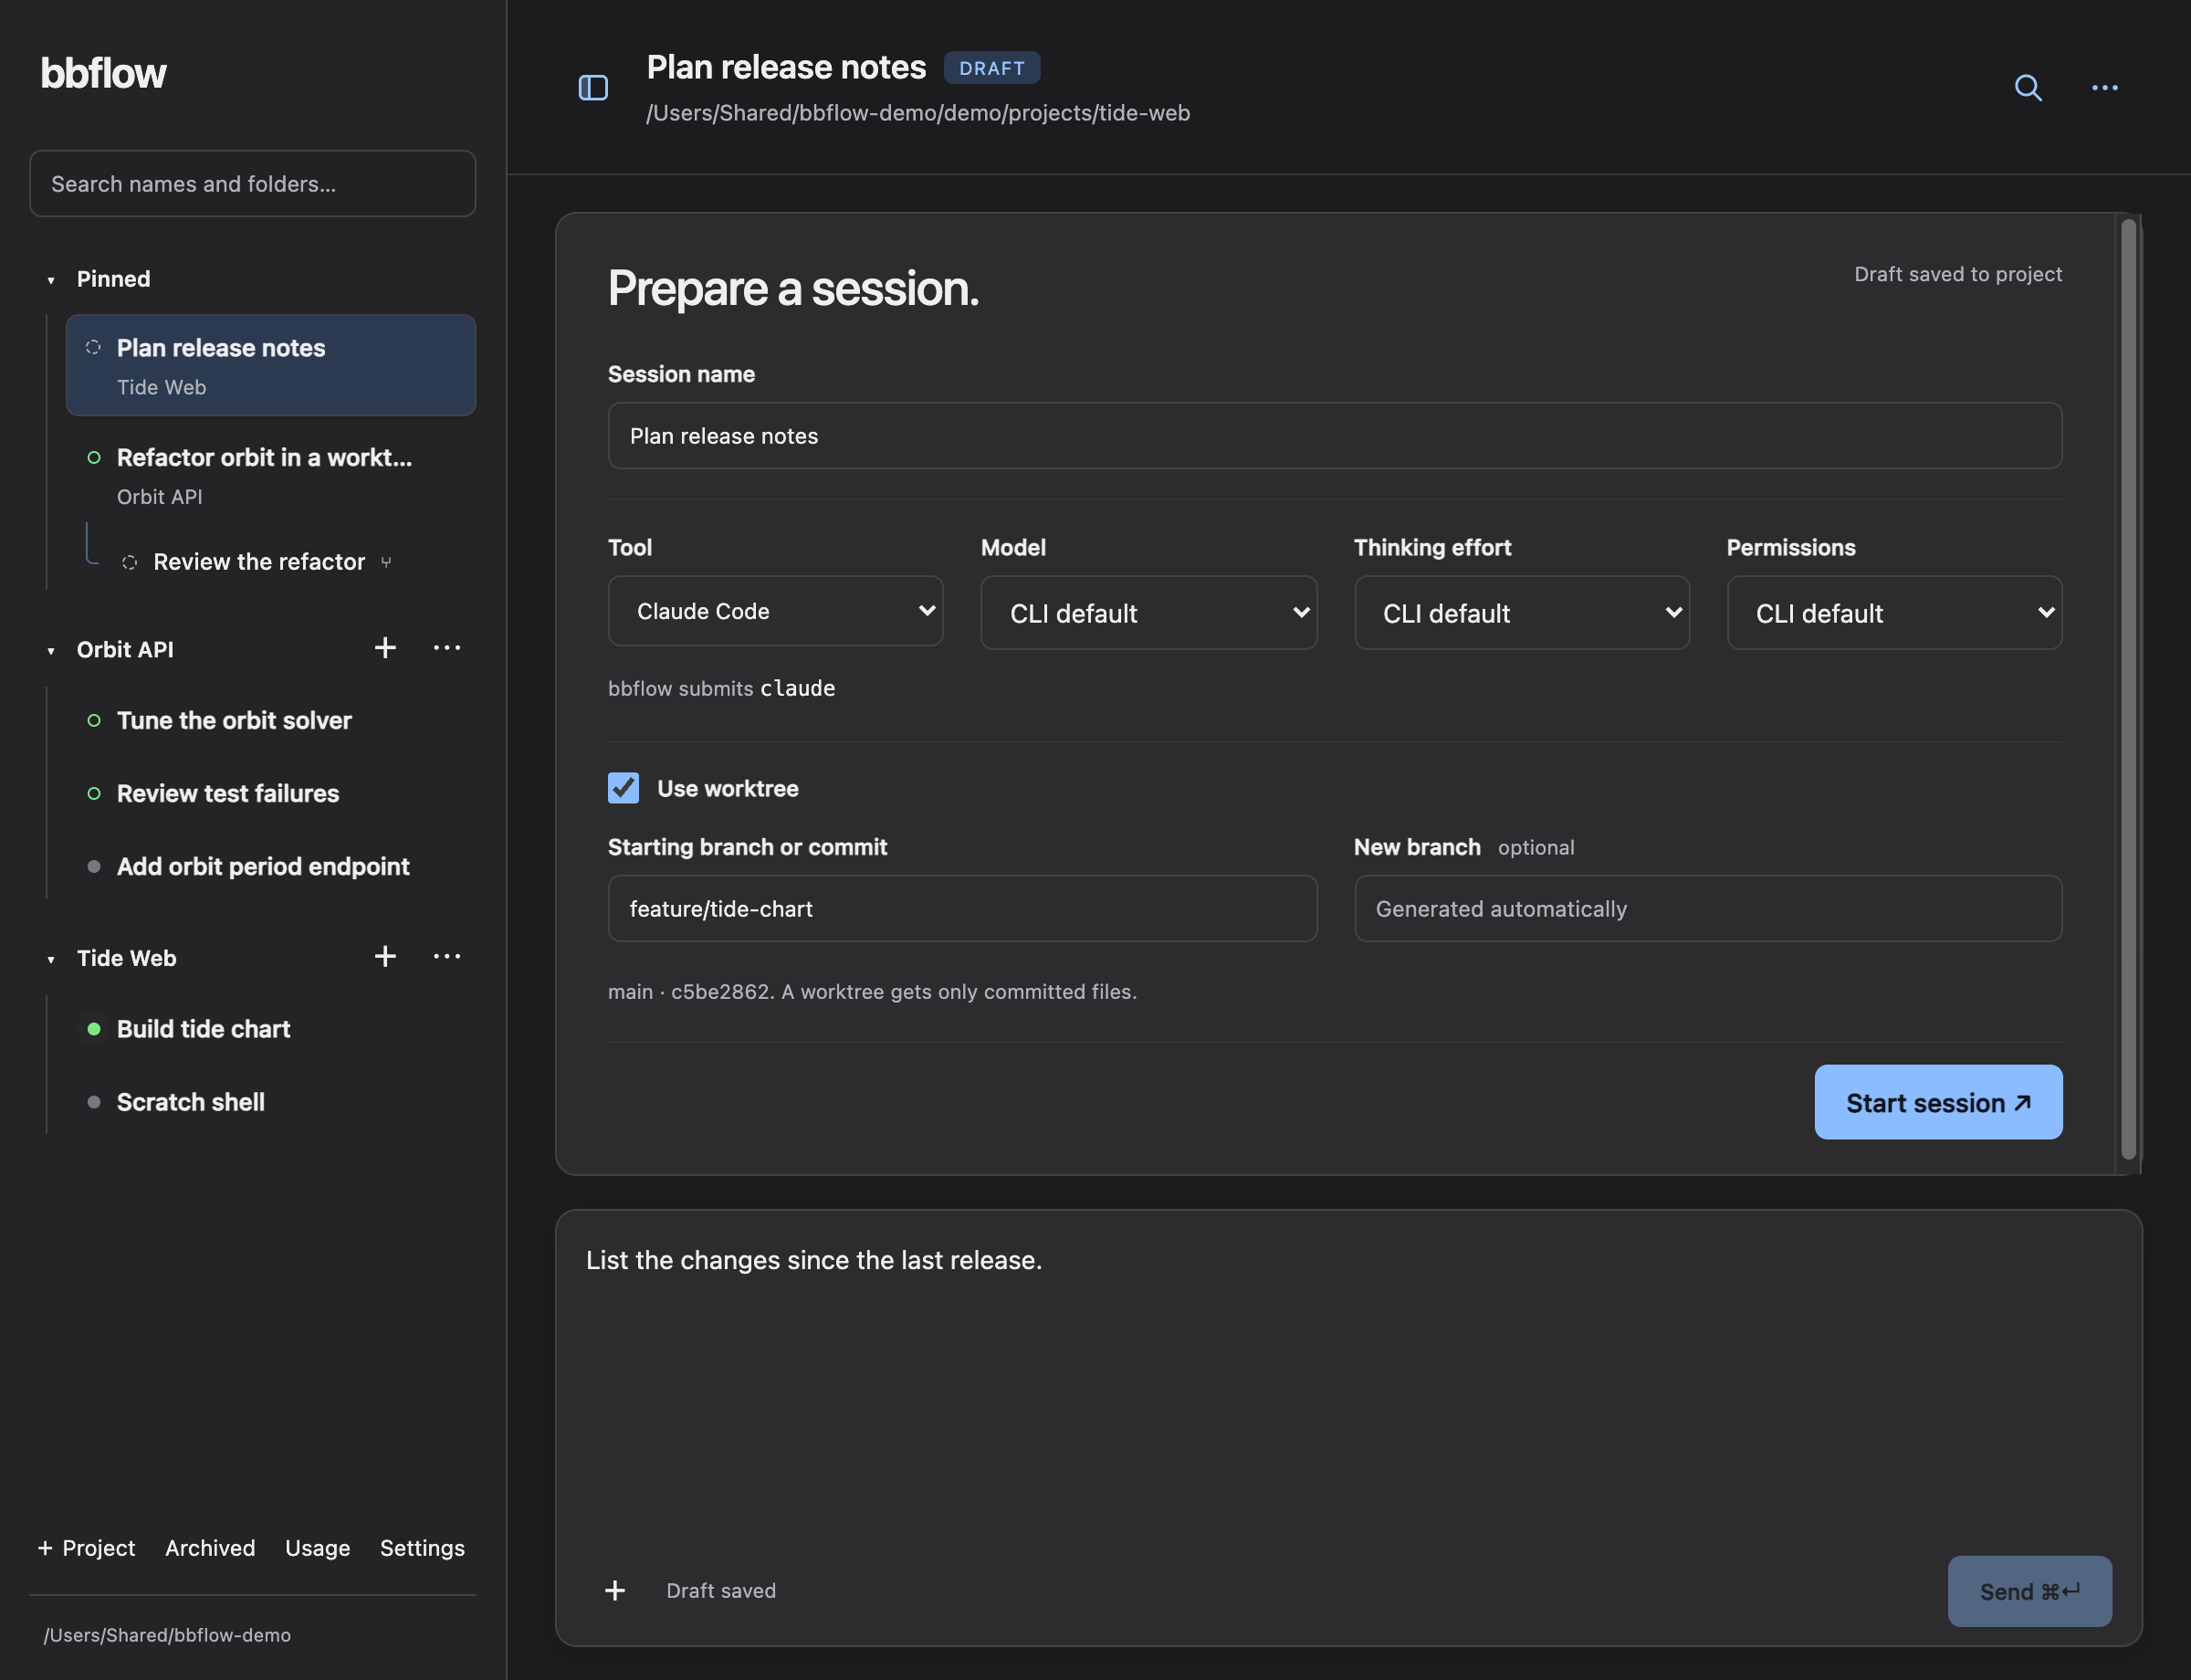 bbflow
Search names and folders...
Pinned
Plan release notes
Tide Web
Refactor orbit in a workt...
Orbit API
Review the refactor
Orbit API
Tune the orbit solver
Review test failures
Add orbit period endpoint
Tide Web
Build tide chart
Scratch shell
+ Project Archived Usage Settings
/Users/Shared/bbflow-demo
Plan release notes DRAFT
/Users/Shared/bbflow-demo/demo/projects/tide-web
Prepare a session.
Draft saved to project
Session name
Plan release notes
Tool Model Thinking effort Permissions
Claude Code CLI default CLI default CLI default
bbflow submits claude
Use worktree
Starting branch or commit New branch optional
feature/tide-chart Generated automatically
main · c5be2862. A worktree gets only committed files.
Start session ↗
List the changes since the last release.
+ Draft saved Send ⌘↵